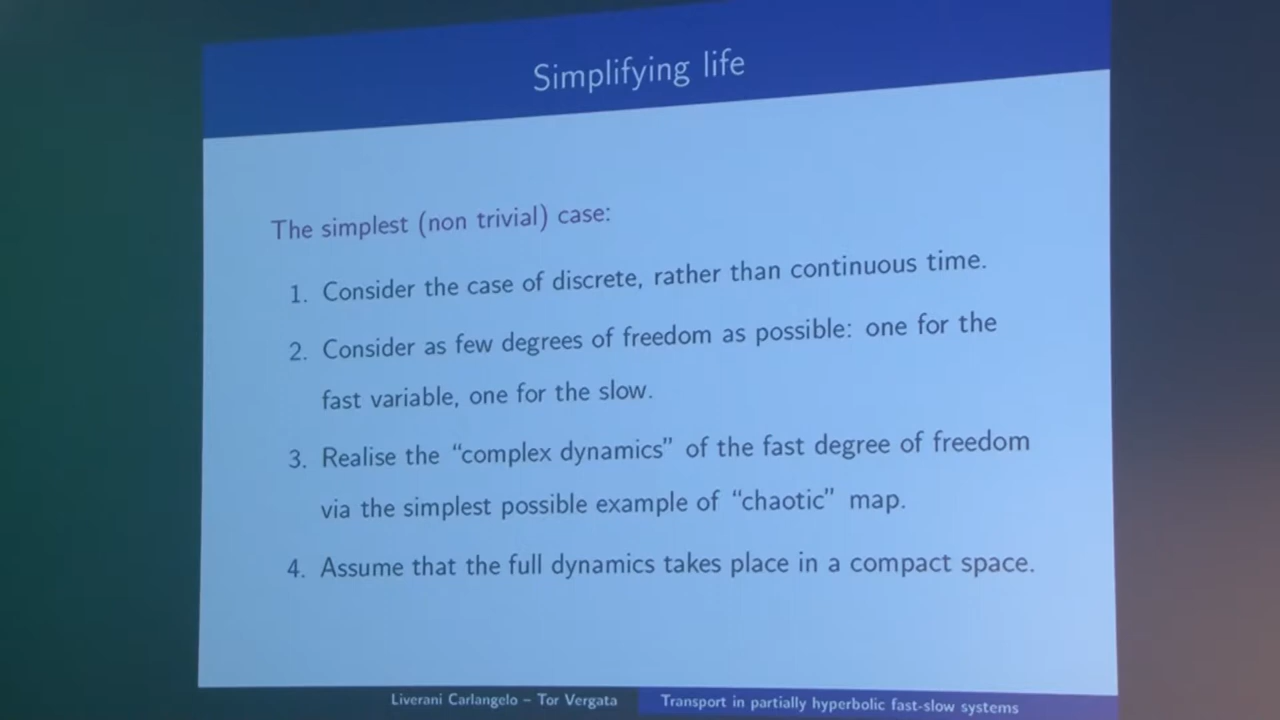 Simplifying life
The simplest (non trivial) case:
1. Consider the case of discrete, rather than continuous time.
2. Consider as few degrees of freedom as possible: one for the
fast variable, one for the slow.
3. Realise the “complex dynamics” of the fast degree of freedom
via the simplest possible example of “chaotic” map.
4. Assume that the full dynamics takes place in a compact space.
Liverani Carlangelo – Tor Vergata
Transport in partially hyperbolic fast-slow systems